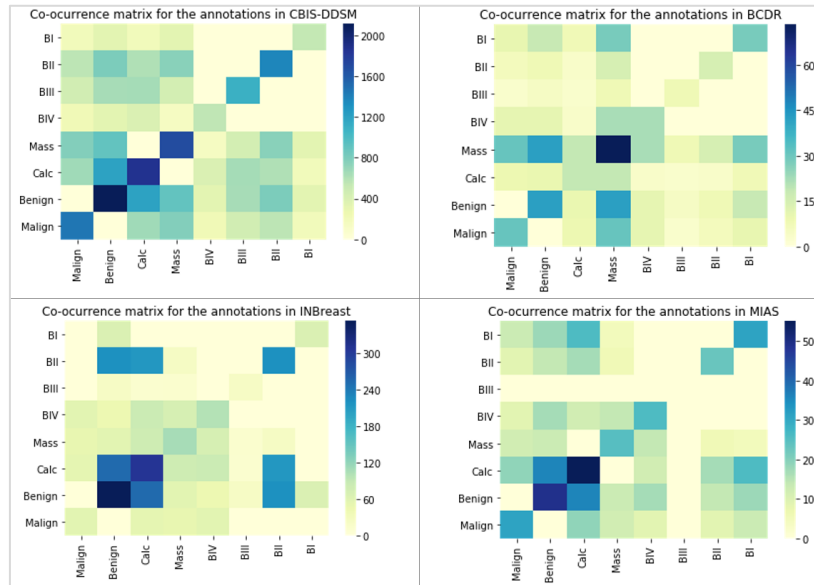 Co-ocurrence matrix for the annotations in CBIS-DDSM
BI
BII
BIII
BIV
Mass
Calc
Benign
Malign
Malign Benign Calc Mass BIV BIII BII BI
2000
1600
1200
800
400
0
Co-ocurrence matrix for the annotations in BCDR
BI
BII
BIII
BIV
Mass
Calc
Benign
Malign
Malign Benign Calc Mass BIV BIII BII BI
60
45
30
15
0
Co-ocurrence matrix for the annotations in INBreast
BI
BII
BIII
BIV
Mass
Calc
Benign
Malign
Malign Benign Calc Mass BIV BIII BII BI
300
240
180
120
60
0
Co-ocurrence matrix for the annotations in MIAS
BI
BII
BIII
BIV
Mass
Calc
Benign
Malign
Malign Benign Calc Mass BIV BIII BII BI
50
40
30
20
10
0